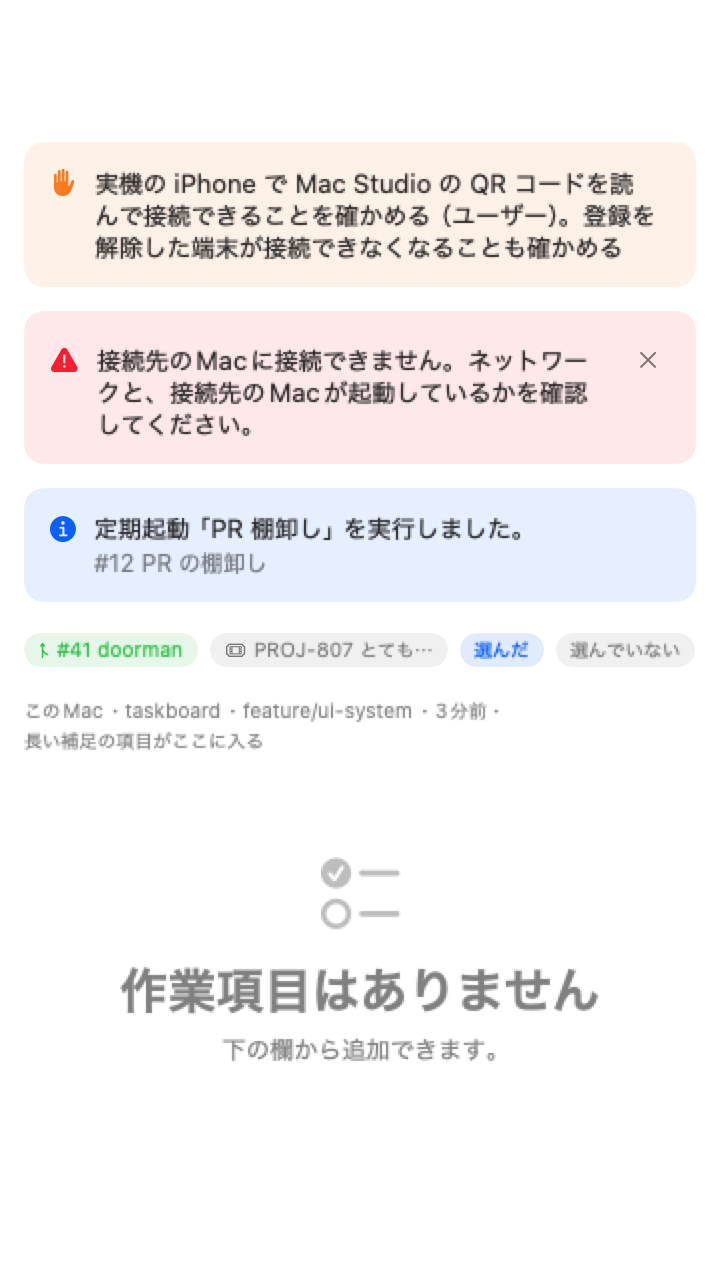 実機の iPhone で Mac Studio の QR コードを読
んで接続できることを確かめる（ユーザー）。登録を
解除した端末が接続できなくなることも確かめる
接続先のMacに接続できません。ネットワー
クと、接続先のMacが起動しているかを確認
してください。
定期起動「PR 棚卸し」を実行しました。
#12 PR の棚卸し
#41 doorman PROJ-807 とても… 選んだ 選んでいない
このMac・taskboard・feature/ui-system・3分前・
長い補足の項目がここに入る
作業項目はありません
下の欄から追加できます。